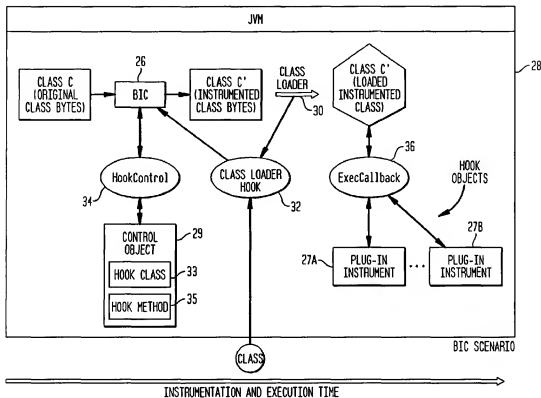 JVM
26
CLASS C
(ORIGINAL
CLASS BYTES)
BIC
CLASS C'
(INSTRUMENTED
CLASS BYTES)
CLASS
LOADER
30
CLASS C'
(LOADED
INSTRUMENTED
CLASS)
28
34
HookControl
CLASS LOADER
HOOK
32
36
ExecCallback
HOOK
OBJECTS
29
CONTROL
OBJECT
HOOK CLASS
33
HOOK METHOD
35
27A
PLUG-IN
INSTRUMENT
...
27B
PLUG-IN
INSTRUMENT
BIC SCENARIO
CLASS
INSTRUMENTATION AND EXECUTION TIME